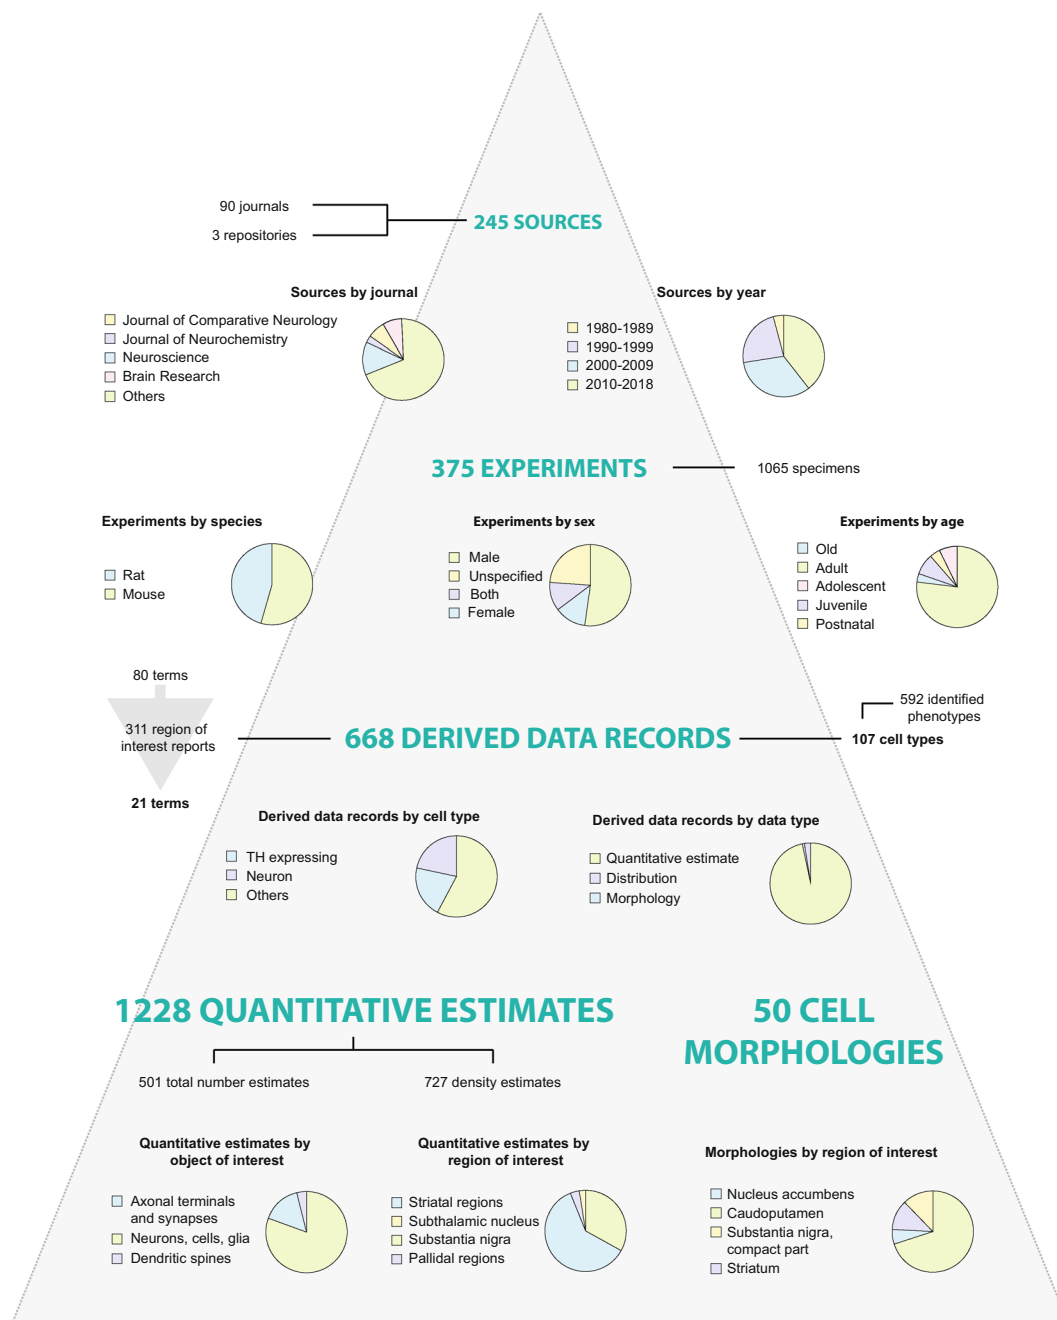 90 journals
3 repositories
245 SOURCES
Sources by journal
Journal of Comparative Neurology
Journal of Neurochemistry
Neuroscience
Brain Research
Others
Sources by year
1980-1989
1990-1999
2000-2009
2010-2018
375 EXPERIMENTS
1065 specimens
Experiments by species
Rat
Mouse
Experiments by sex
Male
Unspecified
Both
Female
Experiments by age
Old
Adult
Adolescent
Juvenile
Postnatal
80 terms
311 region of
interest reports
21 terms
668 DERIVED DATA RECORDS
592 identified
phenotypes
107 cell types
Derived data records by cell type
TH expressing
Neuron
Others
Derived data records by data type
Quantitative estimate
Distribution
Morphology
1228 QUANTITATIVE ESTIMATES
501 total number estimates
727 density estimates
50 CELL
MORPHOLOGIES
Quantitative estimates by
object of interest
Axonal terminals
and synapses
Neurons, cells, glia
Dendritic spines
Quantitative estimates by
region of interest
Striatal regions
Subthalamic nucleus
Substantia nigra
Pallidal regions
Morphologies by region of interest
Nucleus accumbens
Caudoputamen
Substantia nigra,
compact part
Striatum